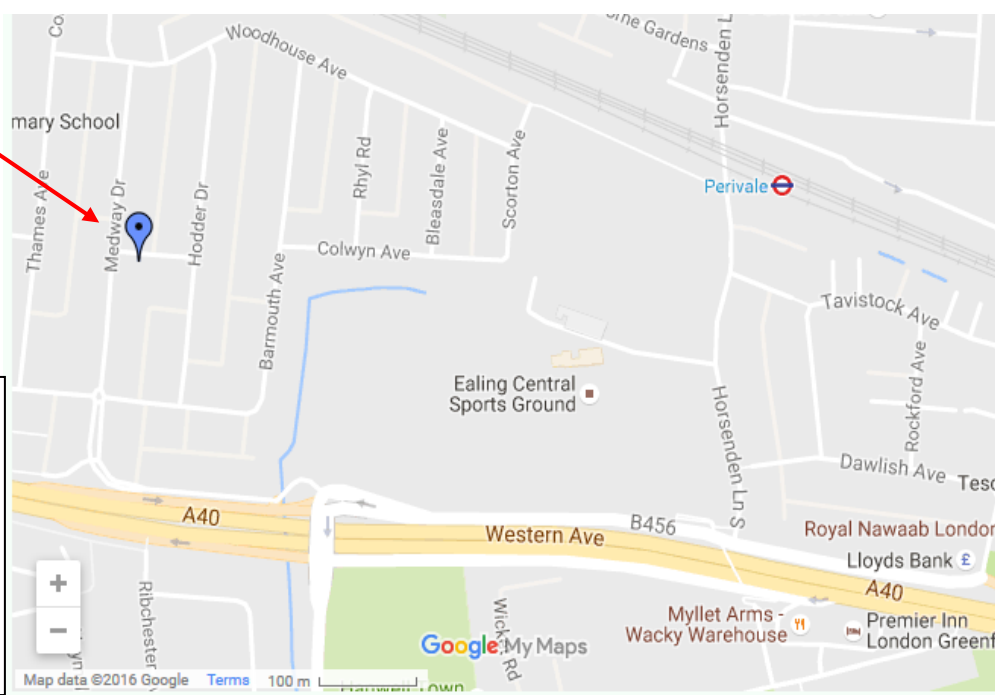 Woodhouse Ave
Gardens
Horsenden L
mary School
Thames Ave
Medway Dr
Hodder Dr
Rhyl Rd
Bleasdale Ave
Scorton Ave
Perivale
Colwyn Ave
Barmouth Ave
Tavistock Ave
Rockford Ave
Ealing Central
Sports Ground
Horsenden Ln S
Dawlish Ave
Tesc
A40
Western Ave
B456
Royal Nawaab London
Lloyds Bank £
A40
Ribchester
Wick
Rd
Myllet Arms -
Wacky Warehouse
Premier Inn
London Greenf
+
−
Google My Maps
Map data ©2016 Google
Terms
100 m